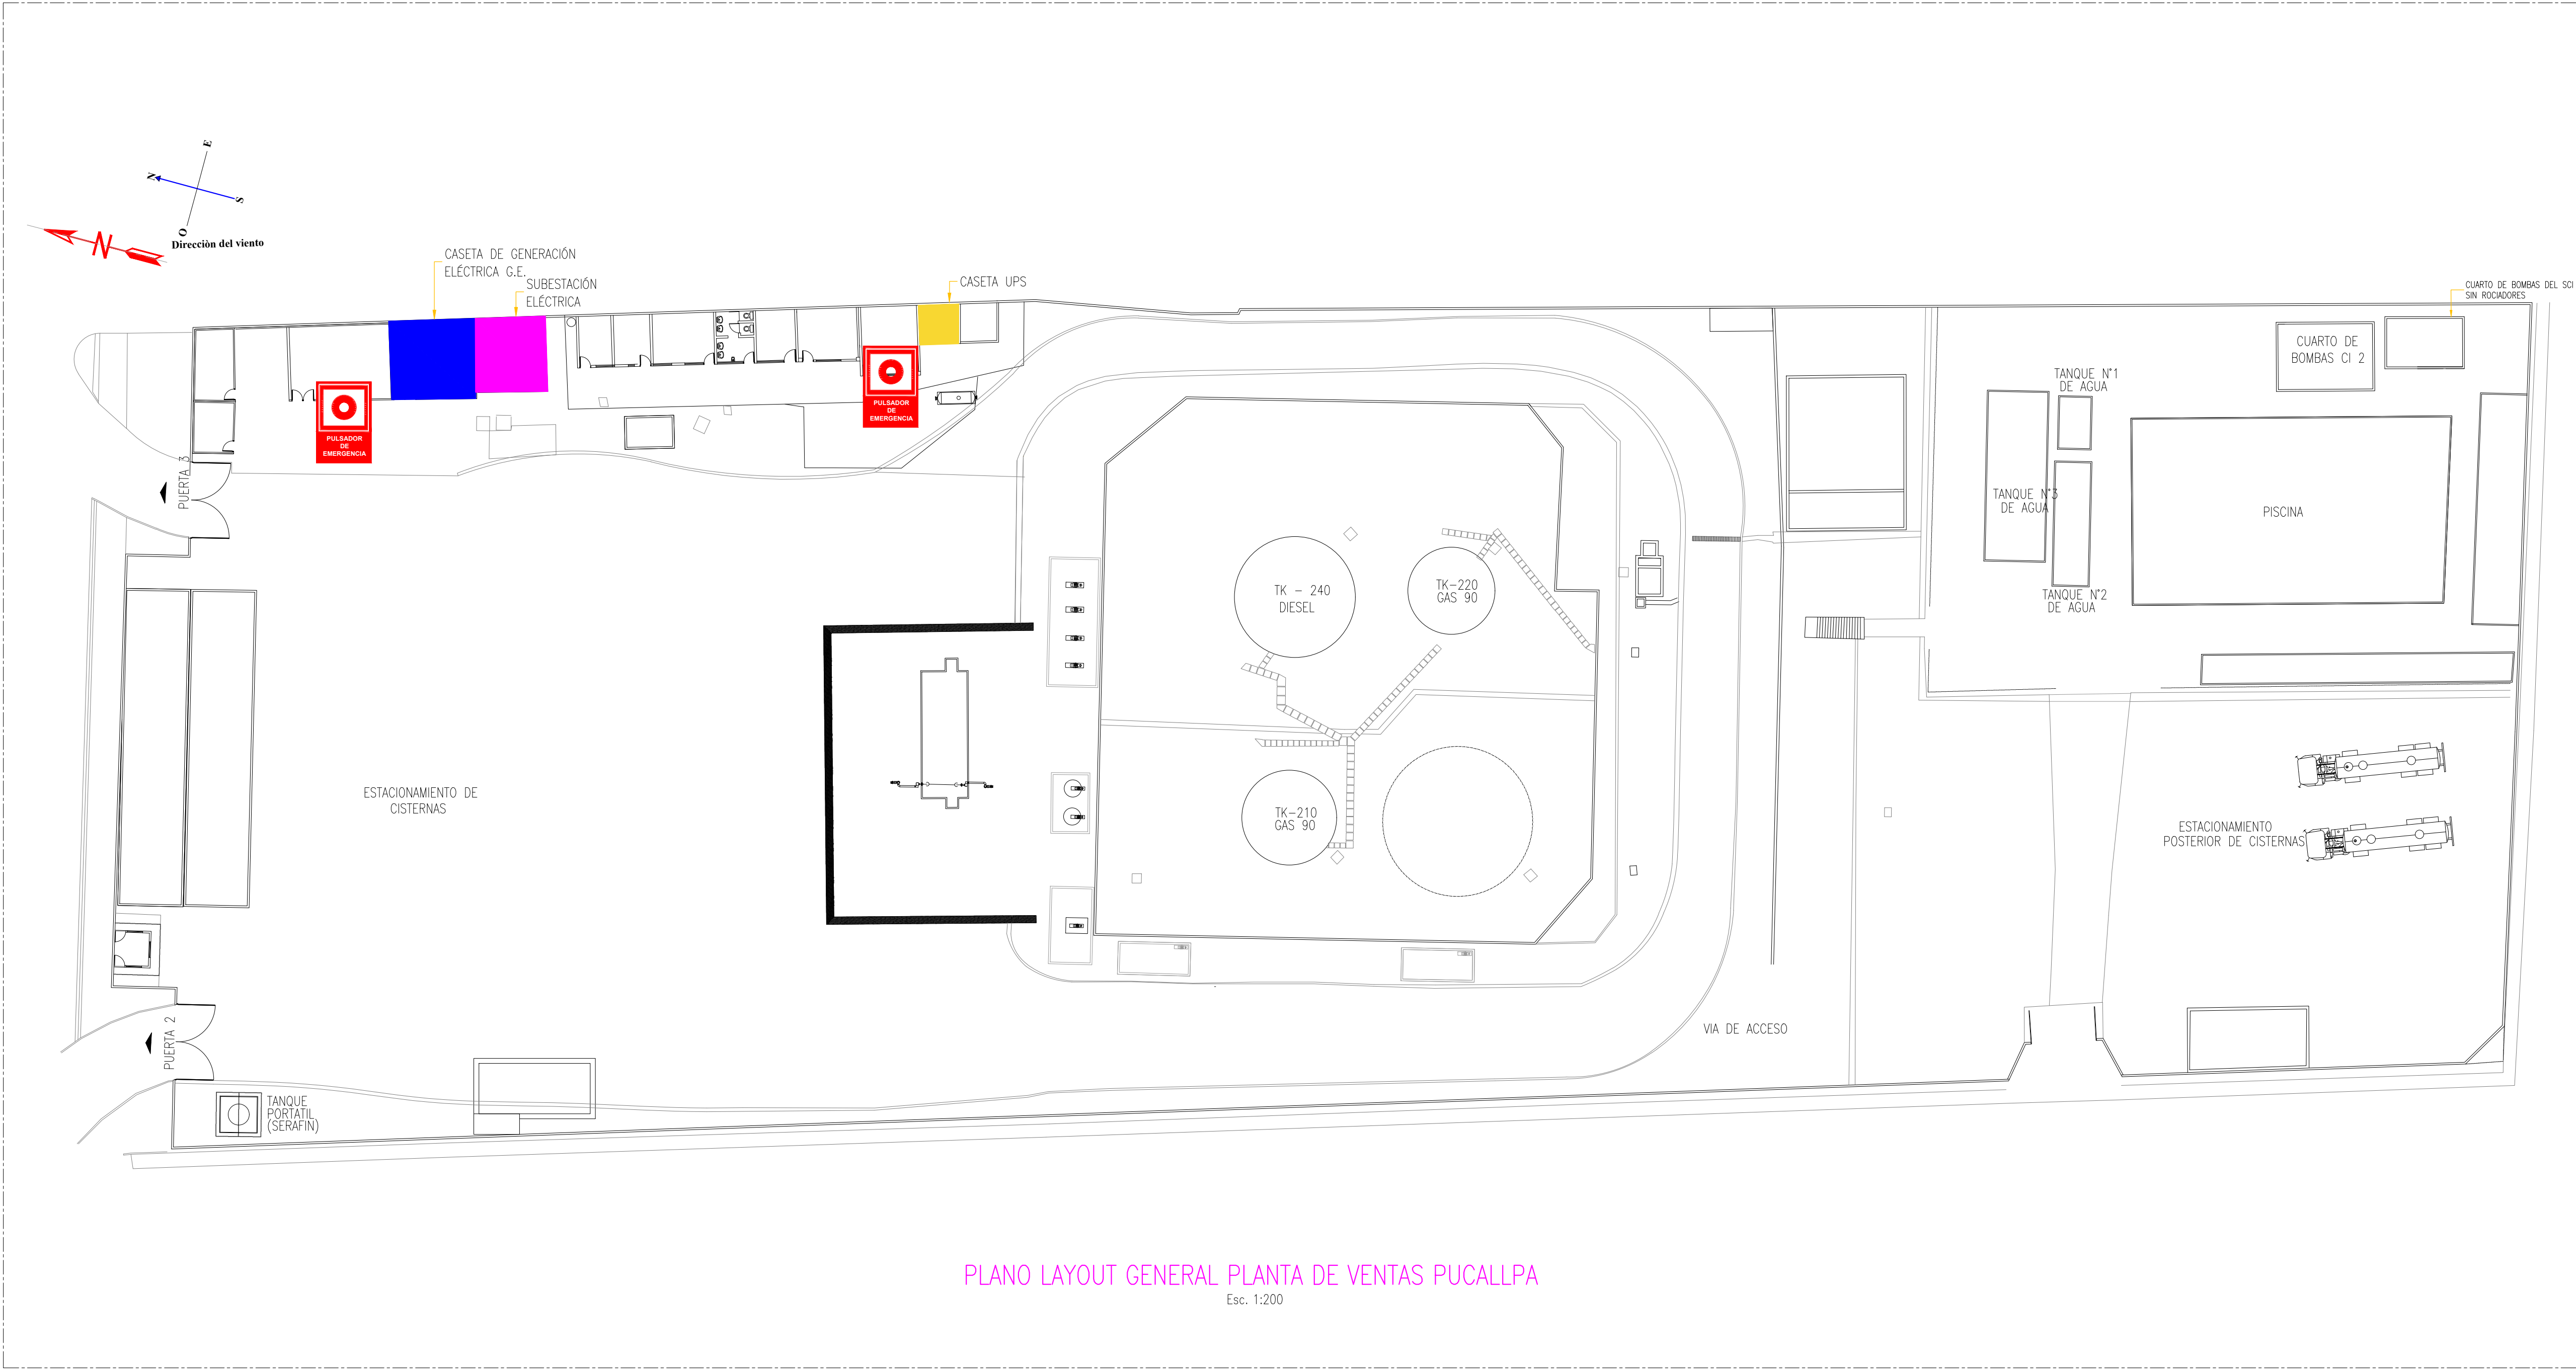 E
N
S
O
Direcciòn del viento
N
CASETA DE GENERACIÓN
ELÉCTRICA G.E.
SUBESTACIÓN
ELÉCTRICA
CASETA UPS
CUARTO DE BOMBAS DEL SCI
SIN ROCIADORES
CUARTO DE
BOMBAS CI 2
TANQUE N°1
DE AGUA
PULSADOR
DE
EMERGENCIA
PULSADOR
DE
EMERGENCIA
PUERTA 3
TANQUE N°3
DE AGUA
PISCINA
TK - 240
DIESEL
TK-220
GAS 90
TANQUE N°2
DE AGUA
ESTACIONAMIENTO DE
CISTERNAS
TK-210
GAS 90
ESTACIONAMIENTO
POSTERIOR DE CISTERNAS
VIA DE ACCESO
PUERTA 2
TANQUE
PORTATIL
(SERAFIN)
PLANO LAYOUT GENERAL PLANTA DE VENTAS PUCALLPA
Esc. 1:200